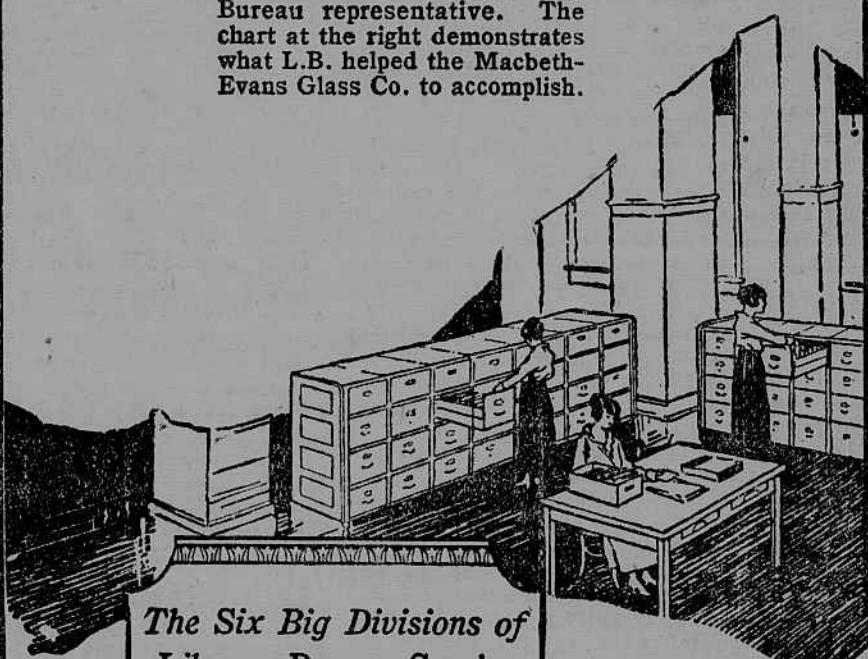 Bureau representative. The
chart at the right demonstrates
what L.B. helped the Macbeth-
Evans Glass Co. to accomplish.
The Six Big Divisions of